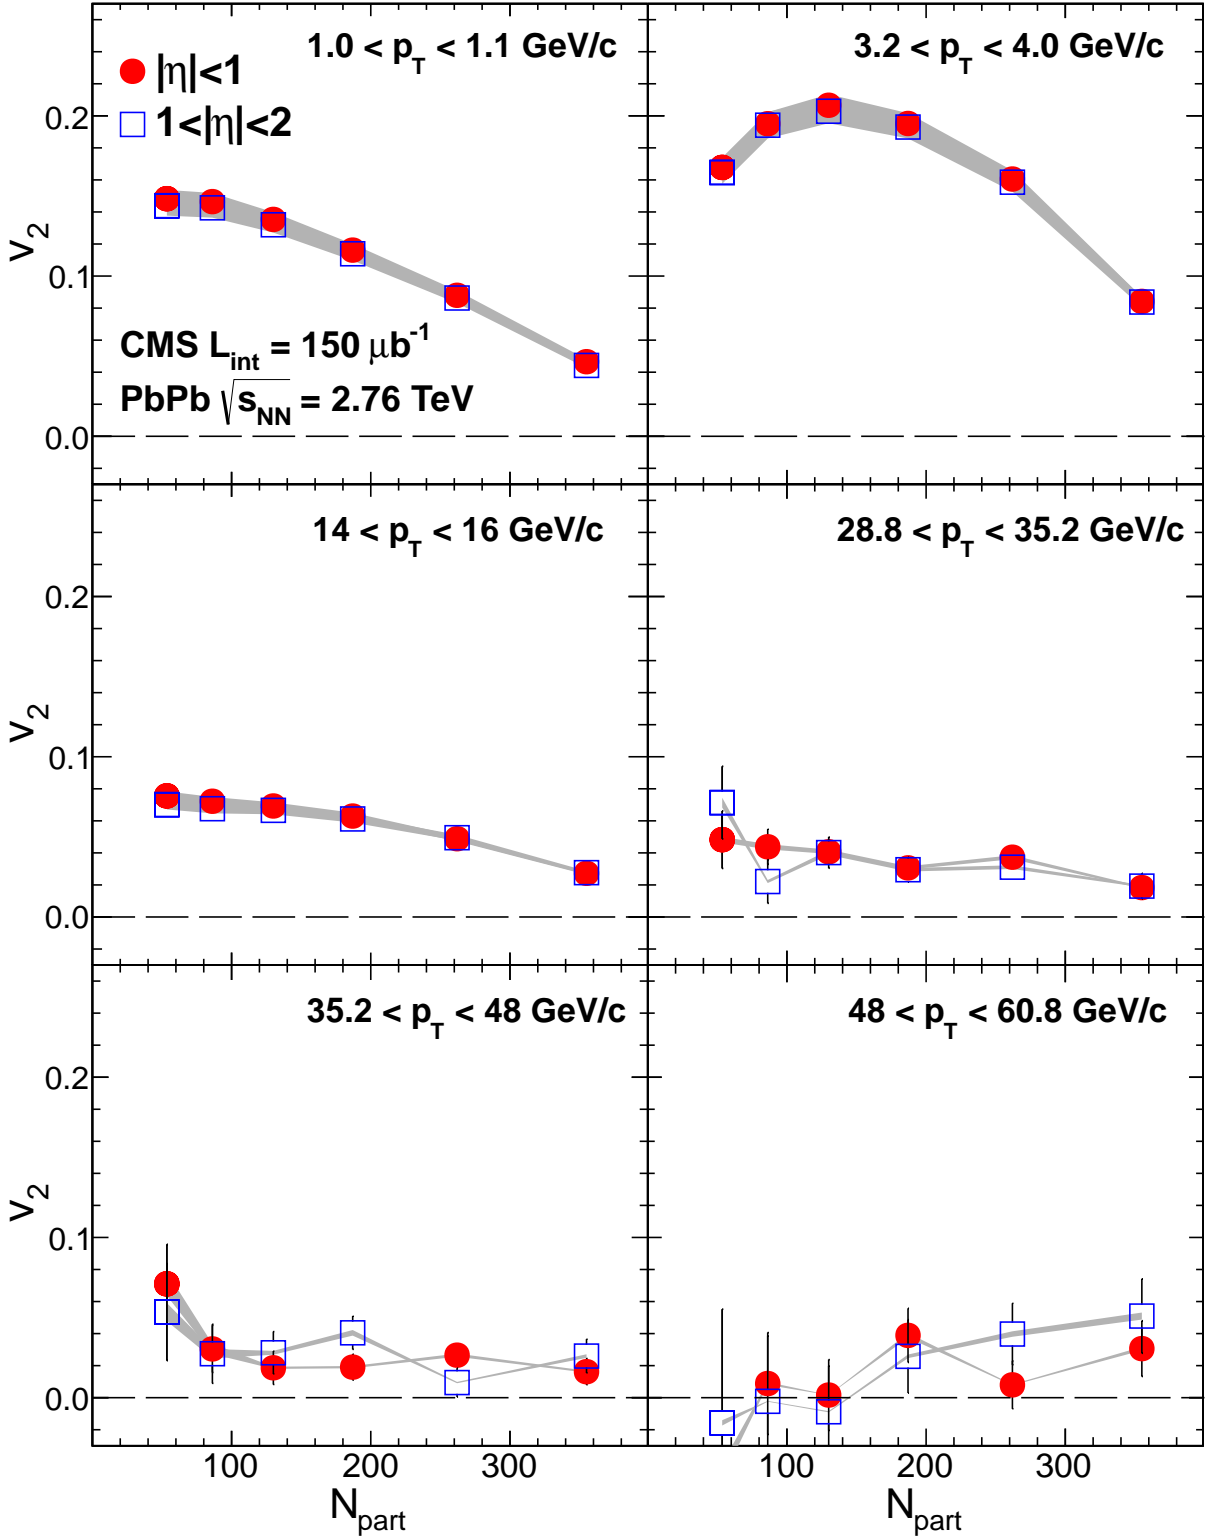 1.0 < p_T < 1.1 GeV/c
|η|<1
1<|η|<2
0.2
0.1
0.0
v_2
CMS L_int = 150 μb^-1
PbPb √s_NN = 2.76 TeV
3.2 < p_T < 4.0 GeV/c
14 < p_T < 16 GeV/c
0.2
0.1
0.0
v_2
28.8 < p_T < 35.2 GeV/c
35.2 < p_T < 48 GeV/c
0.2
0.1
0.0
v_2
48 < p_T < 60.8 GeV/c
100 200 300
N_part
100 200 300
N_part